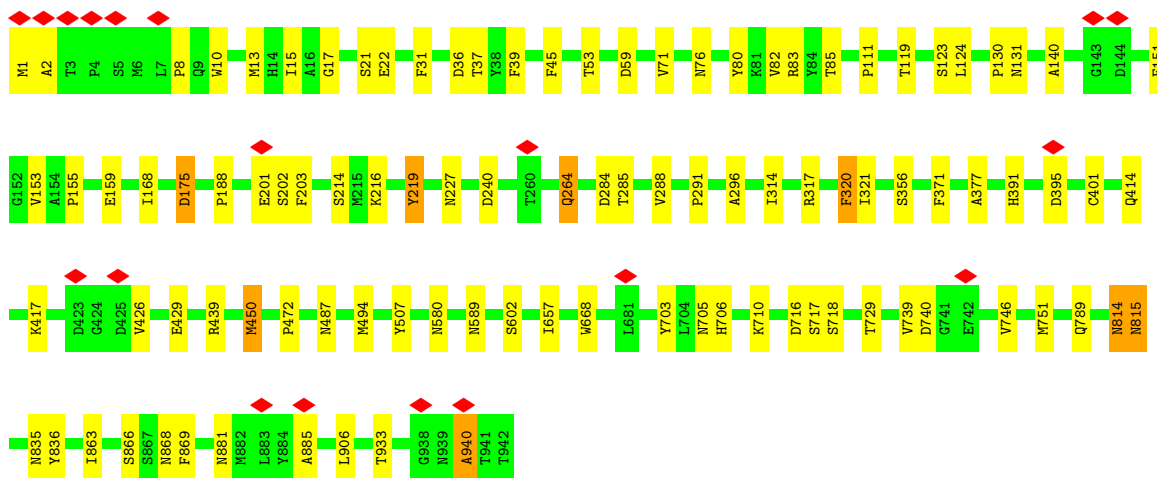 M1 A2 T3 P4 S5 M6 L7 P8 Q9 W10 M13 H14 I15 A16 G17 S21 E22 F31 D36 T37 Y38 F39 F45 T53 D59 V71 N76 Y80 K81 V82 R83 Y84 T85 P111 T119 S123 L124 P130 N131 A140 G143 D144 E151
G152 V153 A154 P155 E159 I168 D175 P188 E201 S202 F203 S214 M215 K216 Y219 N227 D240 T260 Q264 D284 T285 V288 P291 A296 I314 R317 F320 I321 S356 F371 A377 H391 D395 C401 Q414
K417 D423 G424 D425 V426 E429 R439 M450 P472 N487 M494 Y507 N580 N589 S602 I657 W668 L681 Y703 L704 N705 H706 K710 D716 S717 S718 T729 V739 D740 G741 E742 V746 M751 Q789 N814 N815
N835 Y836 I863 S866 S867 N868 F869 N881 M882 L883 Y884 A885 L906 T933 G938 N939 A940 T941 T942